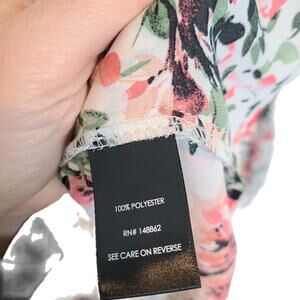 100% POLYESTER
RN# 148862
SEE CARE ON REVERSE